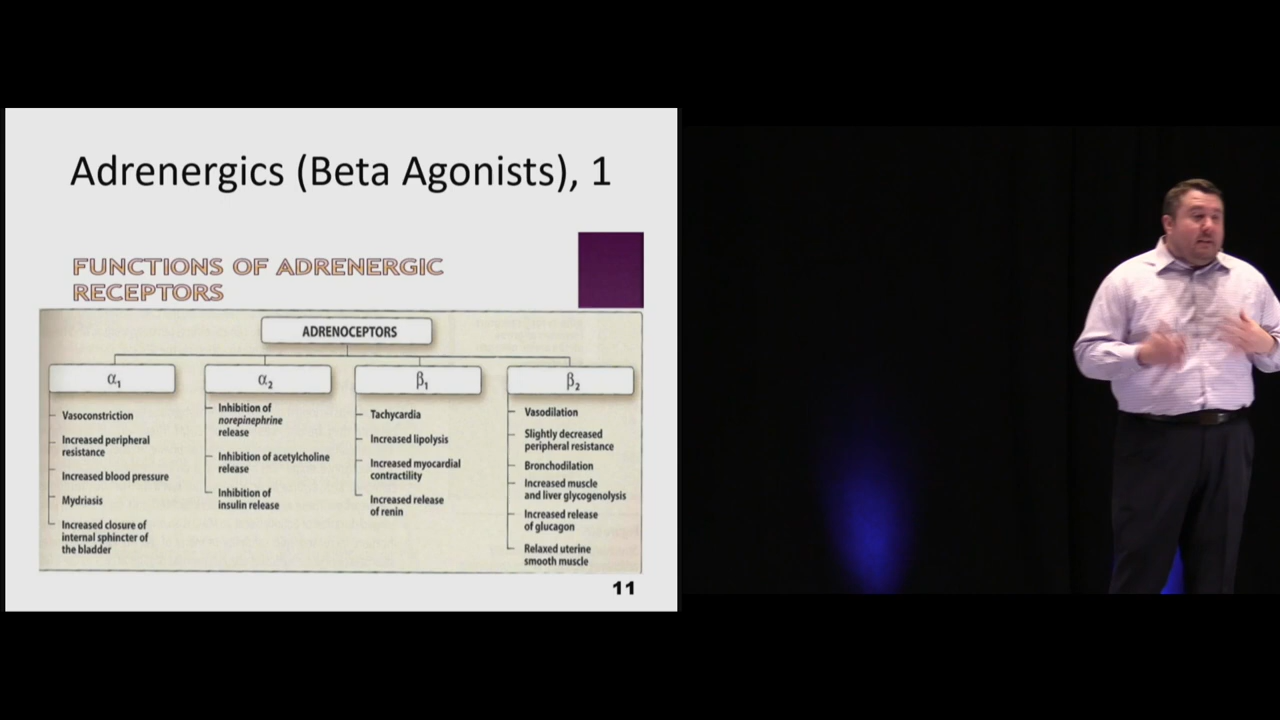 Adrenergics (Beta Agonists), 1
FUNCTIONS OF ADRENERGIC
RECEPTORS
ADRENOCEPTORS
α1
Vasoconstriction
Increased peripheral
resistance
Increased blood pressure
Mydriasis
Increased closure of
internal sphincter of
the bladder
α2
Inhibition of
norepinephrine
release
Inhibition of acetylcholine
release
Inhibition of
insulin release
β1
Tachycardia
Increased lipolysis
Increased myocardial
contractility
Increased release
of renin
β2
Vasodilation
Slightly decreased
peripheral resistance
Bronchodilation
Increased muscle
and liver glycogenolysis
Increased release
of glucagon
Relaxed uterine
smooth muscle
11